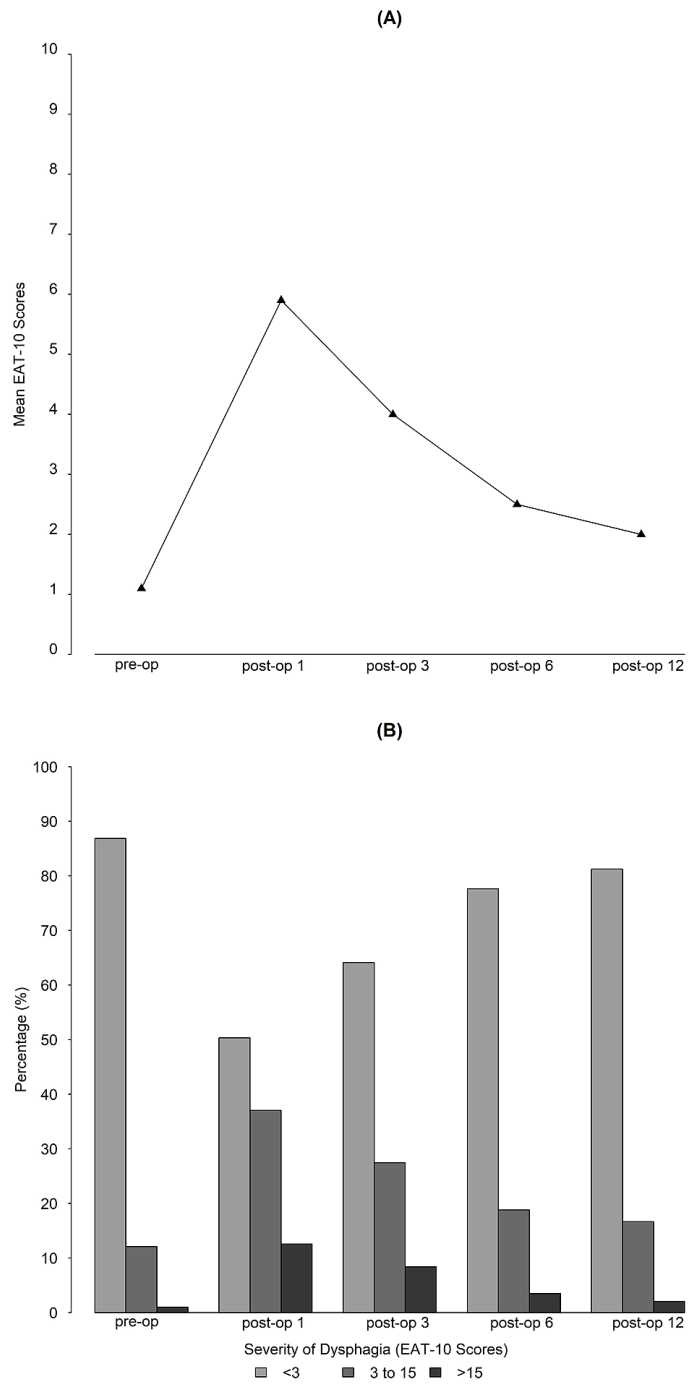 (A)
10
9
8
7
6
5
4
3
2
1
0
Mean EAT-10 Scores
pre-op post-op 1 post-op 3 post-op 6 post-op 12
(B)
100
90
80
70
60
50
40
30
20
10
0
Percentage (%)
pre-op post-op 1 post-op 3 post-op 6 post-op 12
Severity of Dysphagia (EAT-10 Scores)
<3 3 to 15 >15